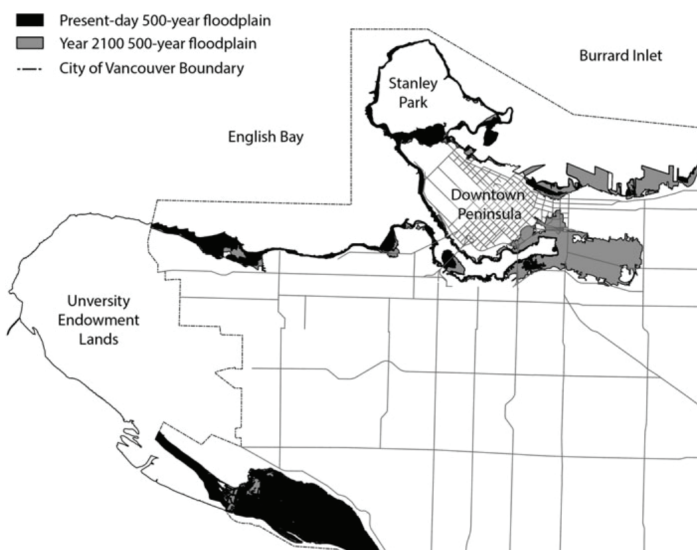 Present-day 500-year floodplain
Year 2100 500-year floodplain
City of Vancouver Boundary
Burrard Inlet
Stanley
Park
English Bay
Downtown
Peninsula
Unversity
Endowment
Lands